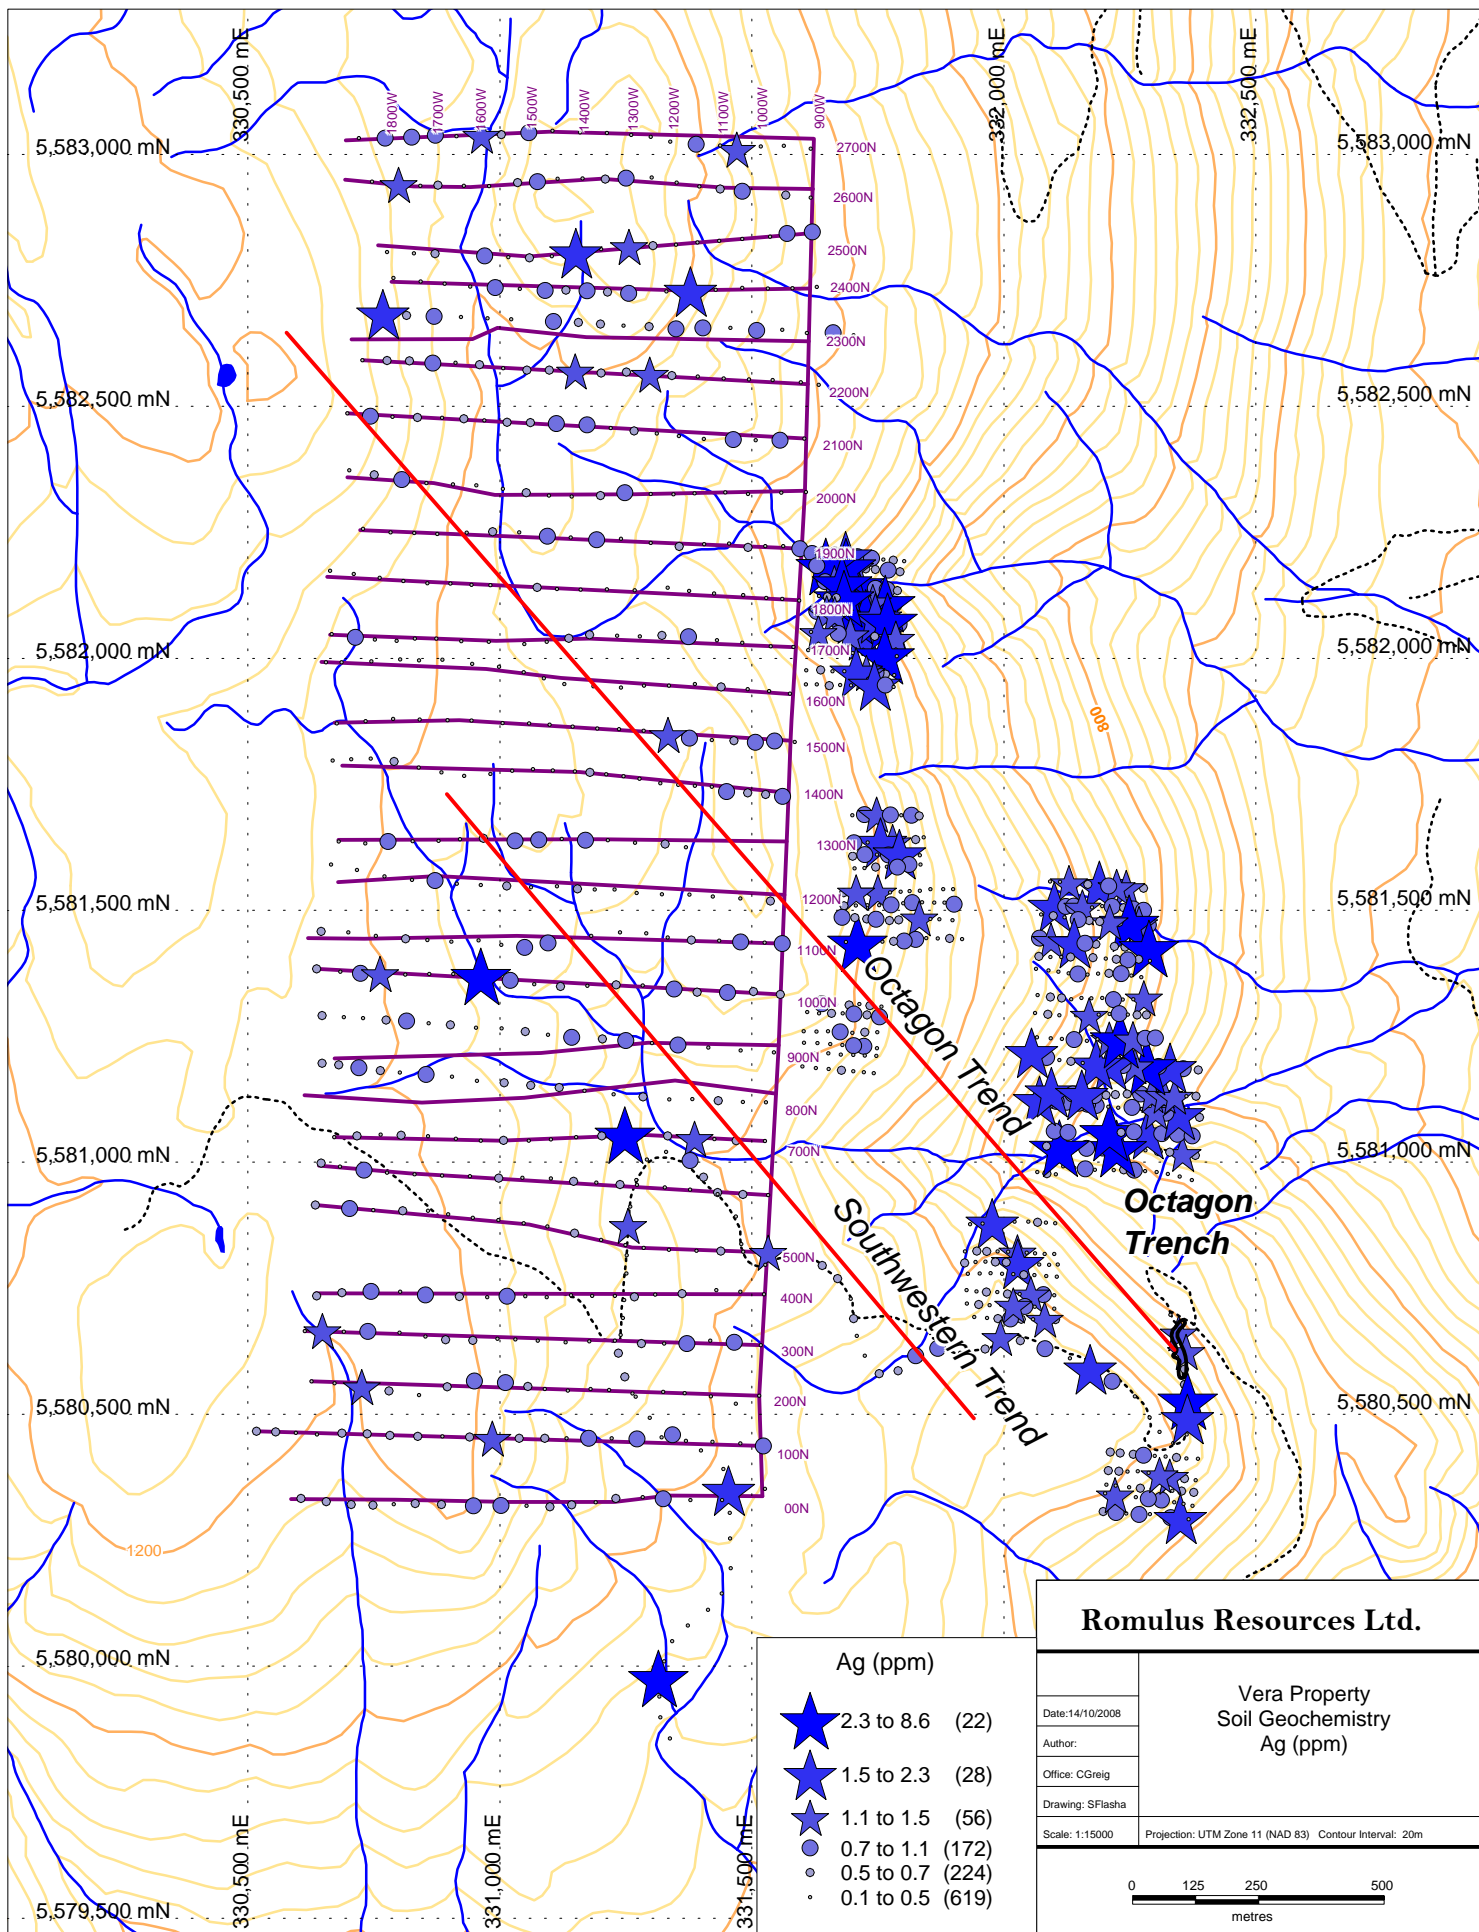 330,500 mE
332,000 mE
332,500 mE
1800W
1700W
1600W
1500W
1400W
1300W
1200W
1100W
1000W
900W
5,583,000 mN
2700N
5,583,000 mN
2600N
2500N
2400N
2300N
2200N
5,582,500 mN
5,582,500 mN
2100N
2000N
1900N
1800N
1700N
5,582,000 mN
5,582,000 mN
1600N
800
1500N
1400N
1300N
1200N
5,581,500 mN
5,581,500 mN
1100N
Octagon Trend
1000N
900N
800N
700N
5,581,000 mN
5,581,000 mN
Octagon
Trench
Southwestern Trend
500N
400N
300N
200N
5,580,500 mN
5,580,500 mN
100N
00N
1200
5,580,000 mN
330,500 mE
331,000 mE
331,500 mE
5,579,500 mN
Ag (ppm)
2.3 to 8.6 (22)
1.5 to 2.3 (28)
1.1 to 1.5 (56)
0.7 to 1.1 (172)
0.5 to 0.7 (224)
0.1 to 0.5 (619)
Romulus Resources Ltd.
Vera Property
Soil Geochemistry
Ag (ppm)
Date:14/10/2008
Author:
Office: CGreig
Drawing: SFlasha
Scale: 1:15000
Projection: UTM Zone 11 (NAD 83) Contour Interval: 20m
0 125 250 500
metres